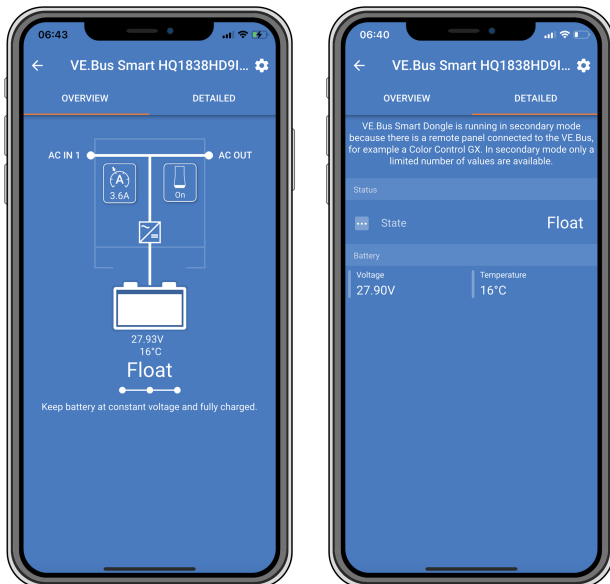 06:43
VE.Bus Smart HQ1838HD9I...
OVERVIEW
DETAILED
AC IN 1
AC OUT
A
3.6A
On
27.93V
16°C
Float
Keep battery at constant voltage and fully charged.
06:40
VE.Bus Smart HQ1838HD9I...
OVERVIEW
DETAILED
VE.Bus Smart Dongle is running in secondary mode
because there is a remote panel connected to the VE.Bus,
for example a Color Control GX. In secondary mode only a
limited number of values are available.
Status
State
Float
Battery
Voltage
Temperature
27.90V
16°C